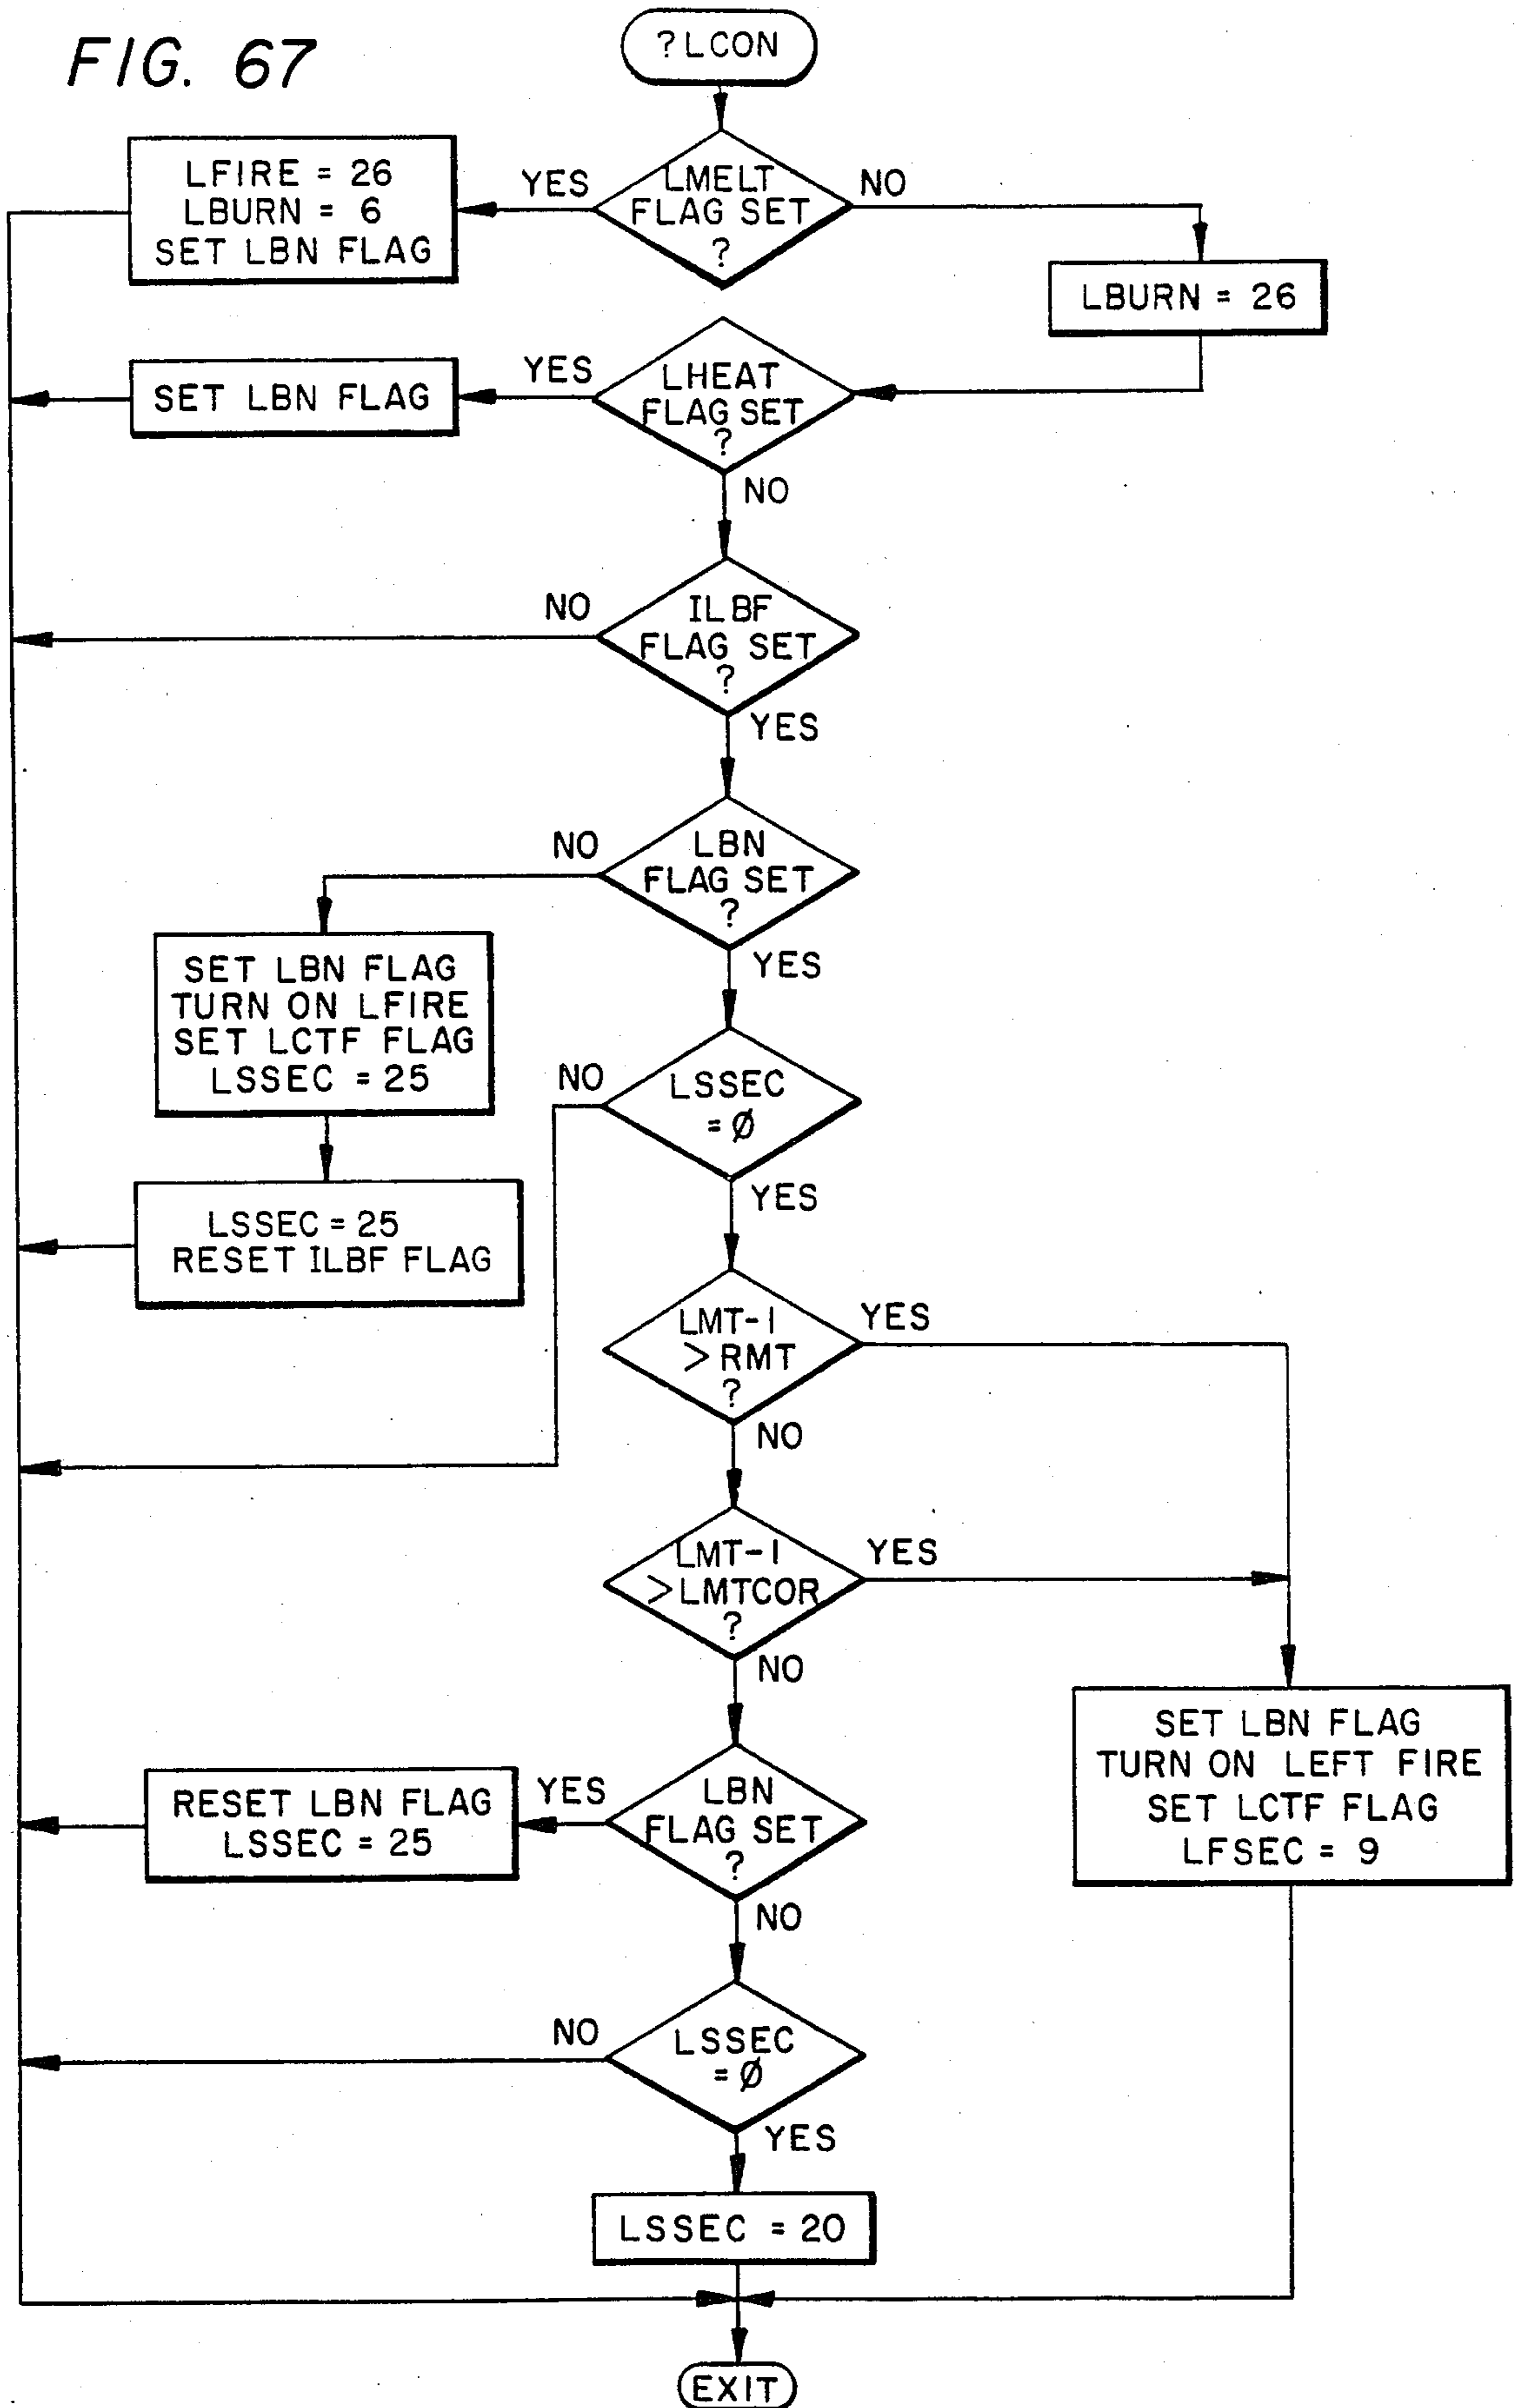 FIG. 67
?LCON
LMELT
FLAG SET
?
YES
NO
LFIRE = 26
LBURN = 6
SET LBN FLAG
LBURN = 26
LHEAT
FLAG SET
?
YES
SET LBN FLAG
NO
ILBF
FLAG SET
?
NO
YES
LBN
FLAG SET
?
NO
YES
SET LBN FLAG
TURN ON LFIRE
SET LCTF FLAG
LSSEC = 25
LSSEC = 25
RESET ILBF FLAG
LSSEC
= Ø
NO
YES
LMT-1
> RMT
?
YES
NO
LMT-1
> LMTCOR
?
YES
NO
SET LBN FLAG
TURN ON LEFT FIRE
SET LCTF FLAG
LFSEC = 9
LBN
FLAG SET
?
YES
RESET LBN FLAG
LSSEC = 25
NO
LSSEC
= Ø
NO
YES
LSSEC = 20
EXIT